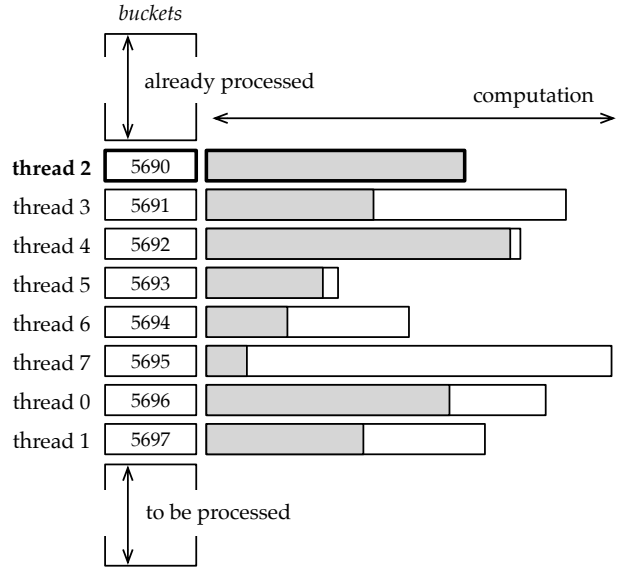 buckets
already processed
computation
thread 2 5690
thread 3 5691
thread 4 5692
thread 5 5693
thread 6 5694
thread 7 5695
thread 0 5696
thread 1 5697
to be processed